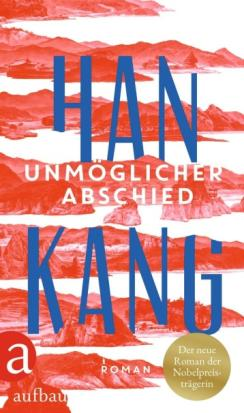 HAN
UNMÖGLICHER
ABSCHIED
KANG
ROMAN
Der neue
Roman der
Nobelpreis-
trägerin
a
aufbau